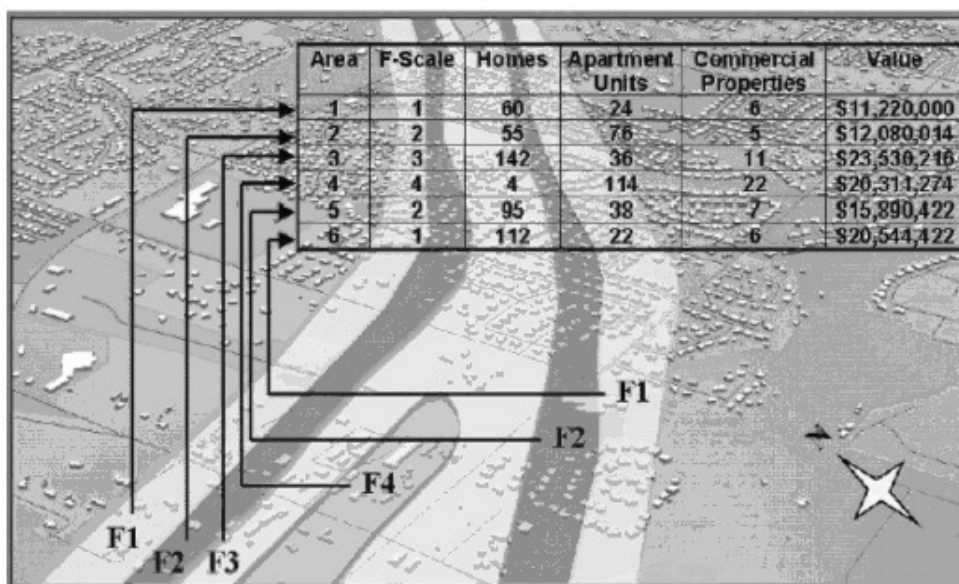 Area F-Scale Homes Apartment Units Commercial Properties Value
1 1 60 24 6 $11,220,000
2 2 55 76 5 $12,080,014
3 3 142 36 11 $23,530,216
4 4 4 114 22 $20,311,274
5 2 95 38 7 $15,890,422
6 1 112 22 6 $20,544,422
F1
F2
F4
F1
F2 F3
N